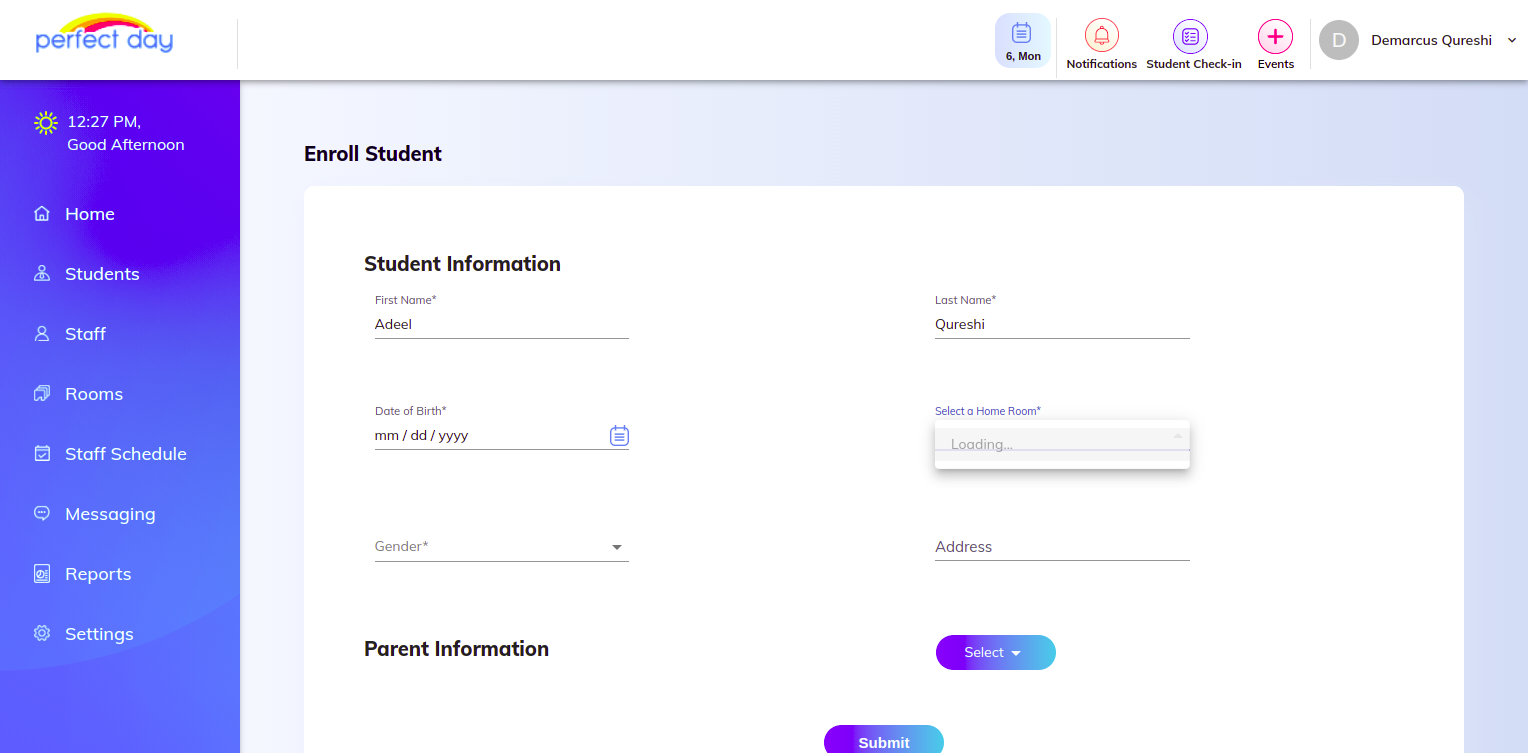 perfect day
6, Mon
Notifications
Student Check-in
Events
D
Demarcus Qureshi
12:27 PM,
Good Afternoon
Home
Students
Staff
Rooms
Staff Schedule
Messaging
Reports
Settings
Enroll Student
Student Information
First Name*
Adeel
Last Name*
Qureshi
Date of Birth*
mm / dd / yyyy
Select a Home Room*
Loading...
Gender*
Address
Parent Information
Select
Submit